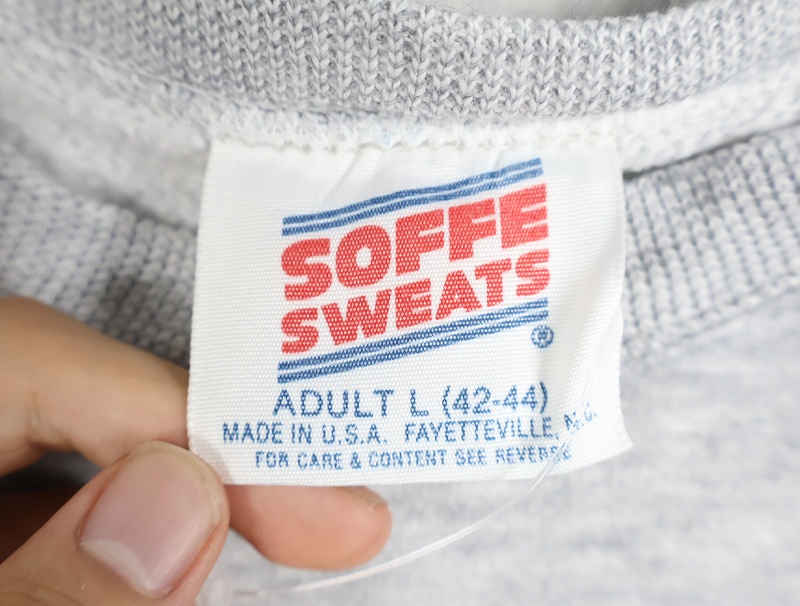 SOFFE
SWEATS
®
ADULT L (42-44)
MADE IN U.S.A. FAYETTEVILLE, N.C.
FOR CARE & CONTENT SEE REVERSE